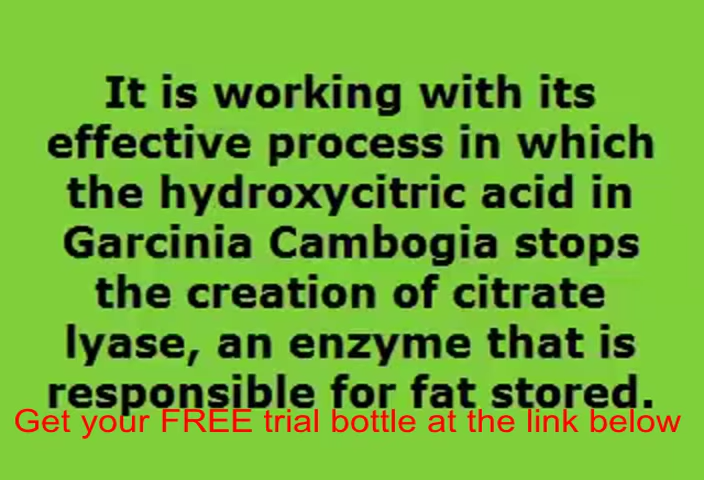 It is working with its
effective process in which
the hydroxycitric acid in
Garcinia Cambogia stops
the creation of citrate
lyase, an enzyme that is
responsible for fat stored.
Get your FREE trial bottle at the link below